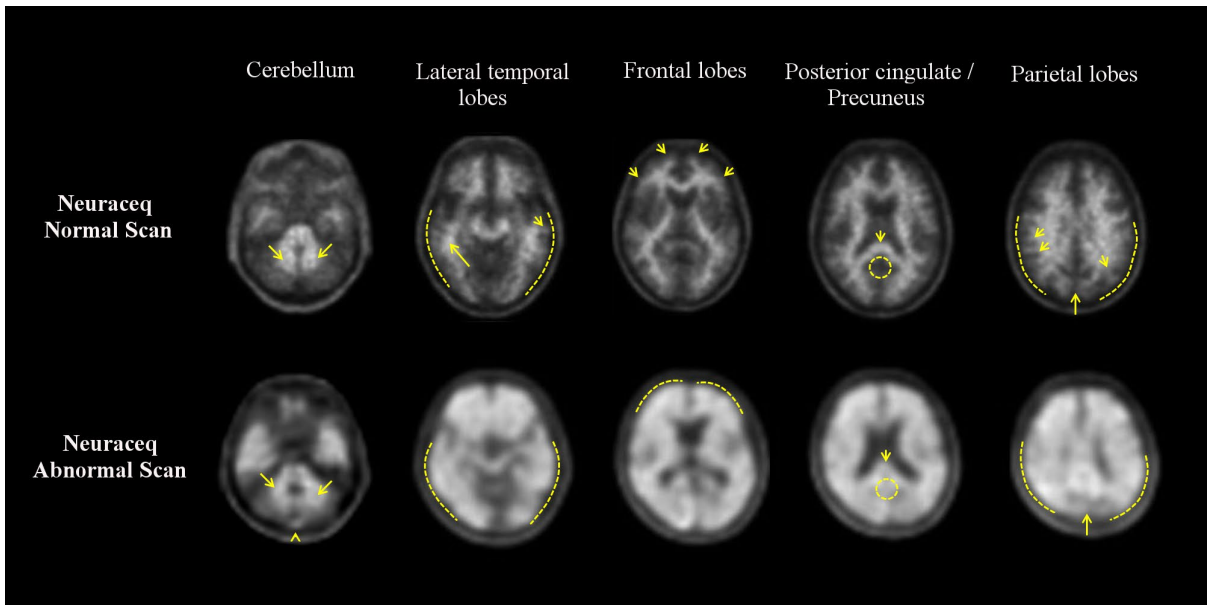 Cerebellum
Lateral temporal
lobes
Frontal lobes
Posterior cingulate /
Precuneus
Parietal lobes
Neuraceq
Normal Scan
Neuraceq
Abnormal Scan